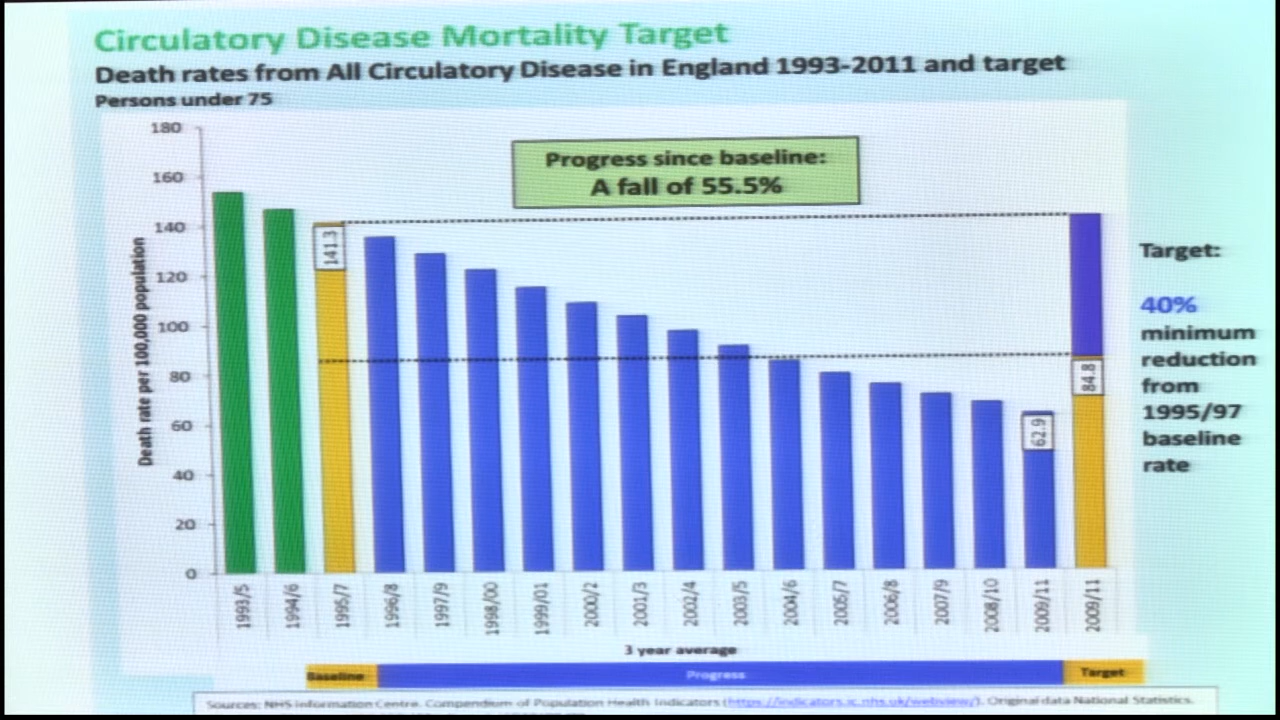 Circulatory Disease Mortality Target
Death rates from All Circulatory Disease in England 1993-2011 and target
Persons under 75
Progress since baseline:
A fall of 55.5%
Death rate per 100,000 population
180
160
140
120
100
80
60
40
20
0
141.3
62.9
84.8
Target:
40%
minimum
reduction
from
1995/97
baseline
rate
1993/5
1994/6
1995/7
1996/8
1997/9
1998/00
1999/01
2000/2
2001/3
2002/4
2003/5
2004/6
2005/7
2006/8
2007/9
2008/10
2009/11
2009/11
3 year average
Baseline
Progress
Target
Sources: NHS Information Centre. Compendium of Population Health Indicators (https://indicators.ic.nhs.uk/webview/). Original data National Statistics.